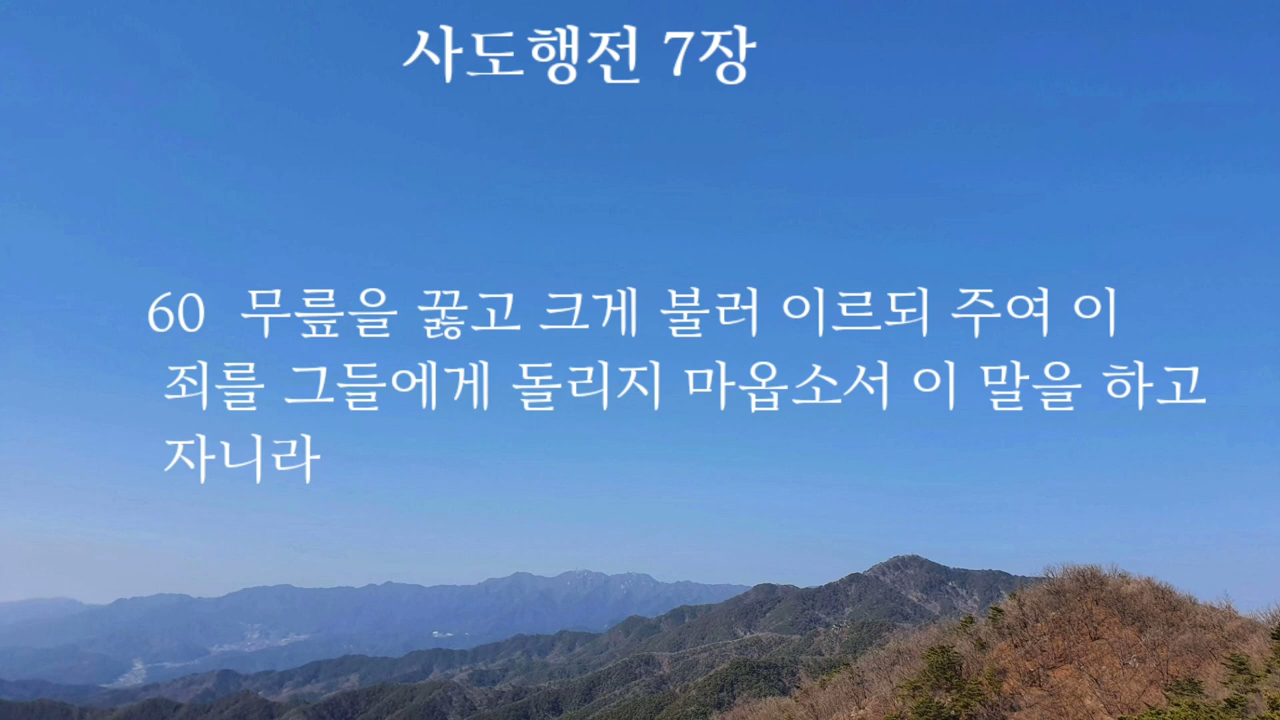 사도행전 7장
60 무릎을 꿇고 크게 불러 이르되 주여 이
죄를 그들에게 돌리지 마옵소서 이 말을 하고
자니라